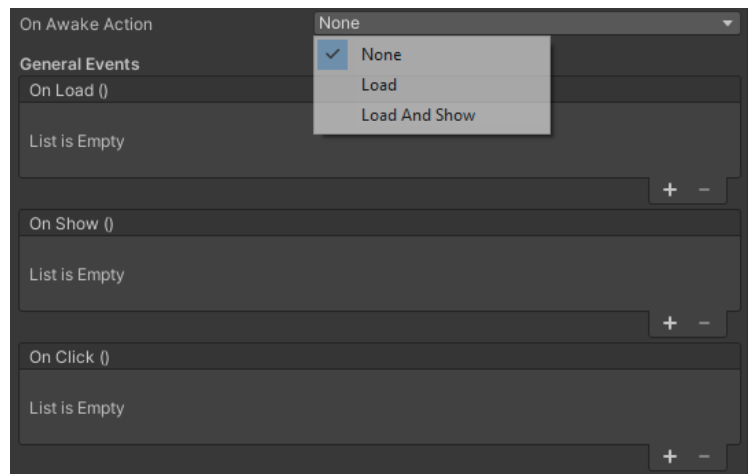 On Awake Action None
None
Load
Load And Show
General Events
On Load ()
List is Empty
+ −
On Show ()
List is Empty
+ −
On Click ()
List is Empty
+ −